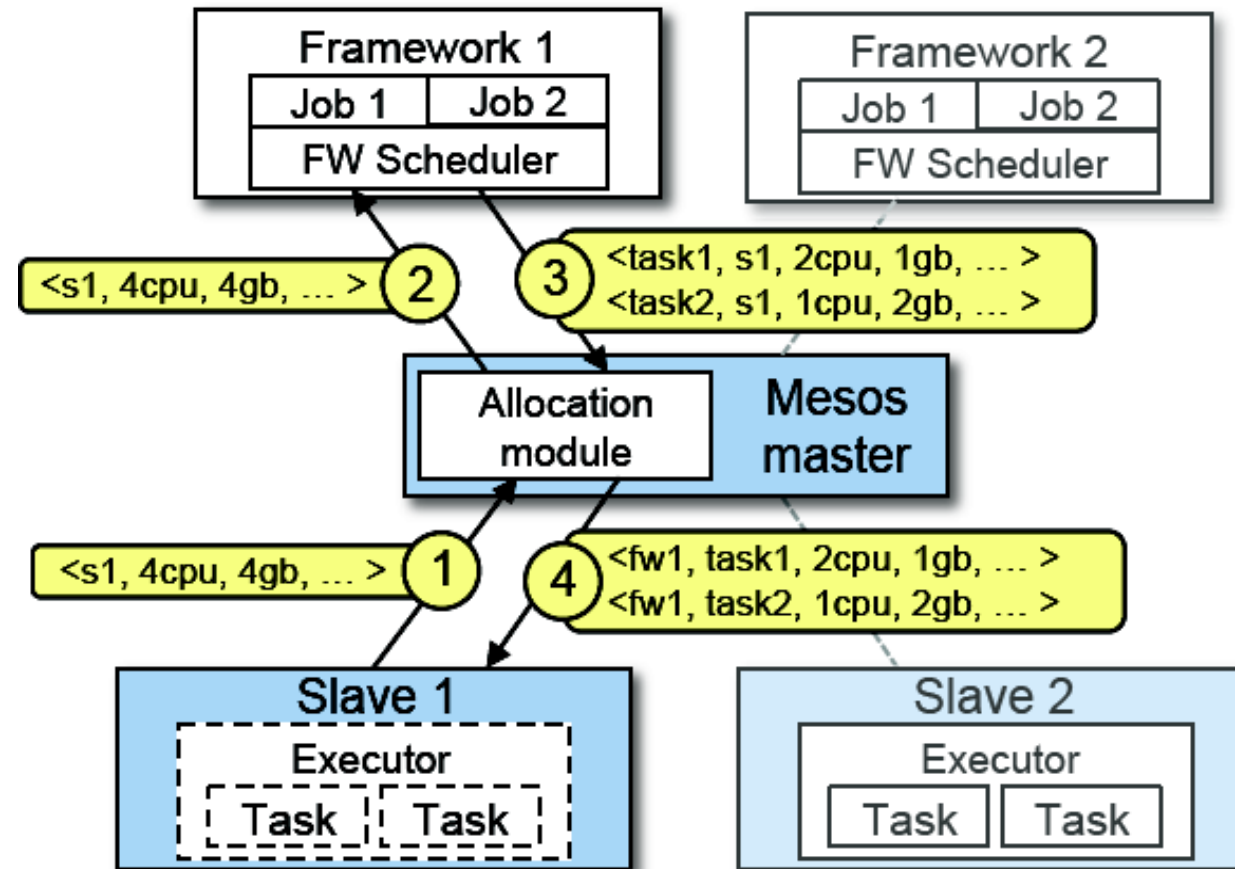 Framework 1
Job 1 Job 2
FW Scheduler
Framework 2
Job 1 Job 2
FW Scheduler
<s1, 4cpu, 4gb, ... >
2
3
<task1, s1, 2cpu, 1gb, ... >
<task2, s1, 1cpu, 2gb, ... >
Allocation
module
Mesos
master
<s1, 4cpu, 4gb, ... >
1
4
<fw1, task1, 2cpu, 1gb, ... >
<fw1, task2, 1cpu, 2gb, ... >
Slave 1
Executor
Task Task
Slave 2
Executor
Task Task